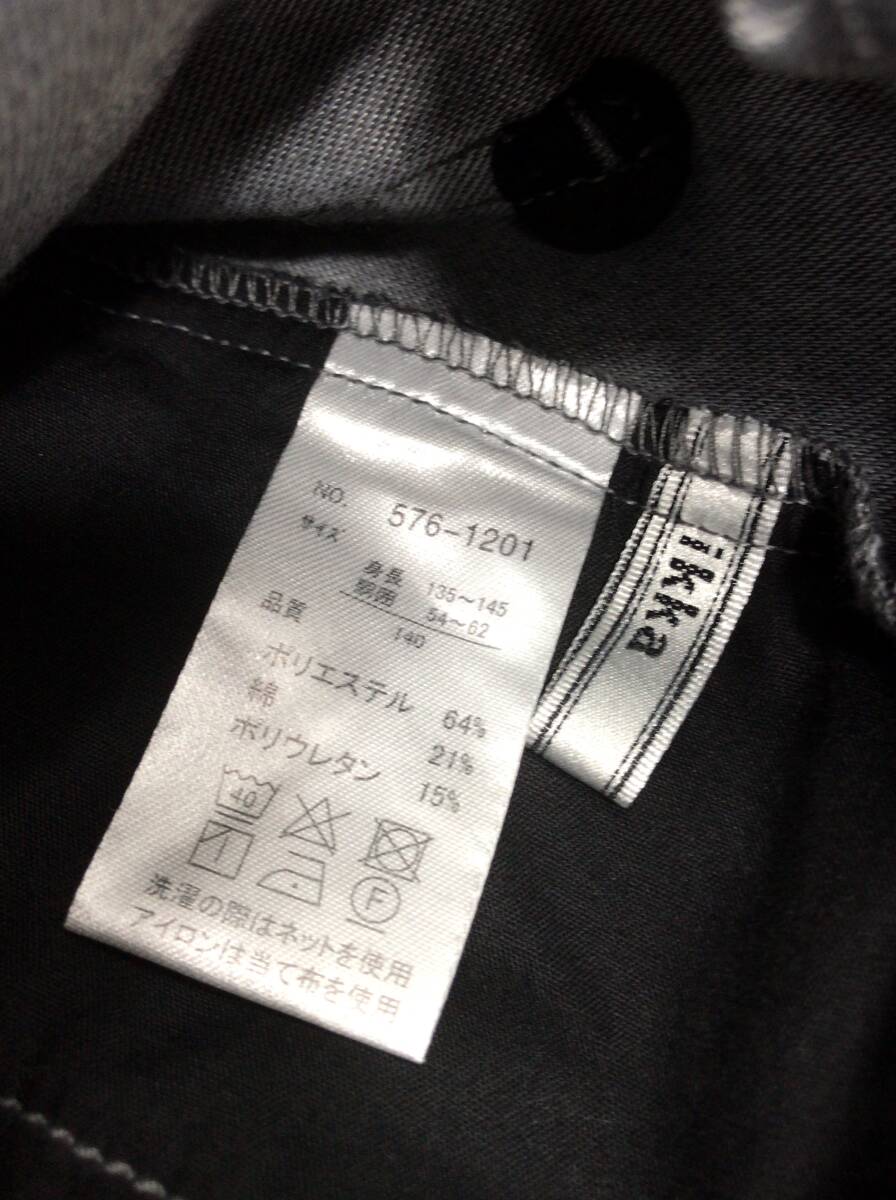 NO. 576-1201
サイズ
身長 135~145
胴囲 54~62
140
品質
ポリエステル 64%
綿 21%
ポリウレタン 15%
40
F
洗濯の際はネットを使用
アイロンは当て布を使用
ikka